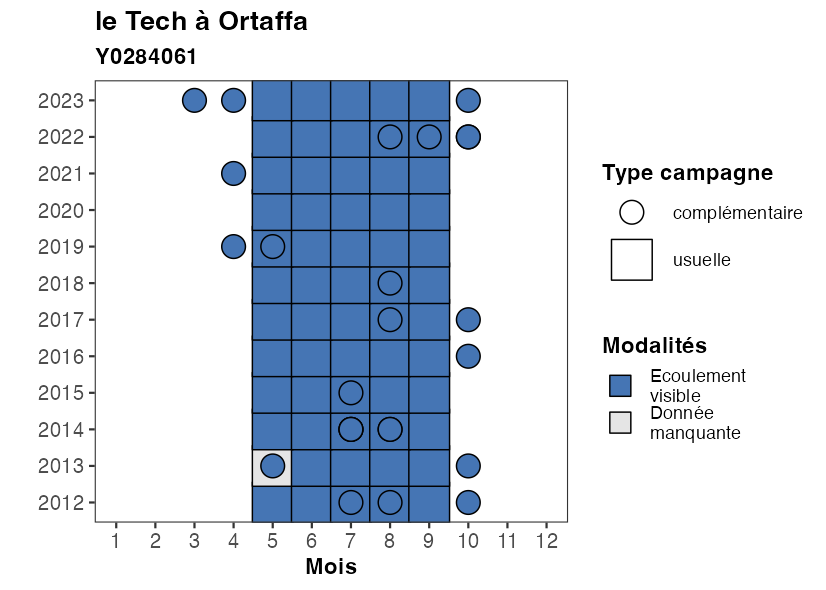 le Tech à Ortaffa
Y0284061
2023
2022
2021
2020
2019
2018
2017
2016
2015
2014
2013
2012
1 2 3 4 5 6 7 8 9 10 11 12
Mois
Type campagne
complémentaire
usuelle
Modalités
Ecoulement
visible
Donnée
manquante